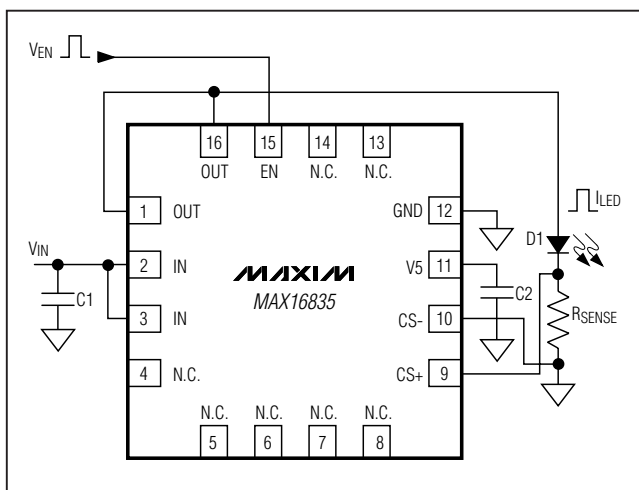 VEN
16 15 14 13
OUT EN N.C. N.C.
1 OUT
GND 12
ILED
D1
VIN
2 IN
V5 11
C1
MAXIM
MAX16835
C2
3 IN
CS- 10
RSENSE
4 N.C.
CS+ 9
N.C. N.C. N.C. N.C.
5 6 7 8